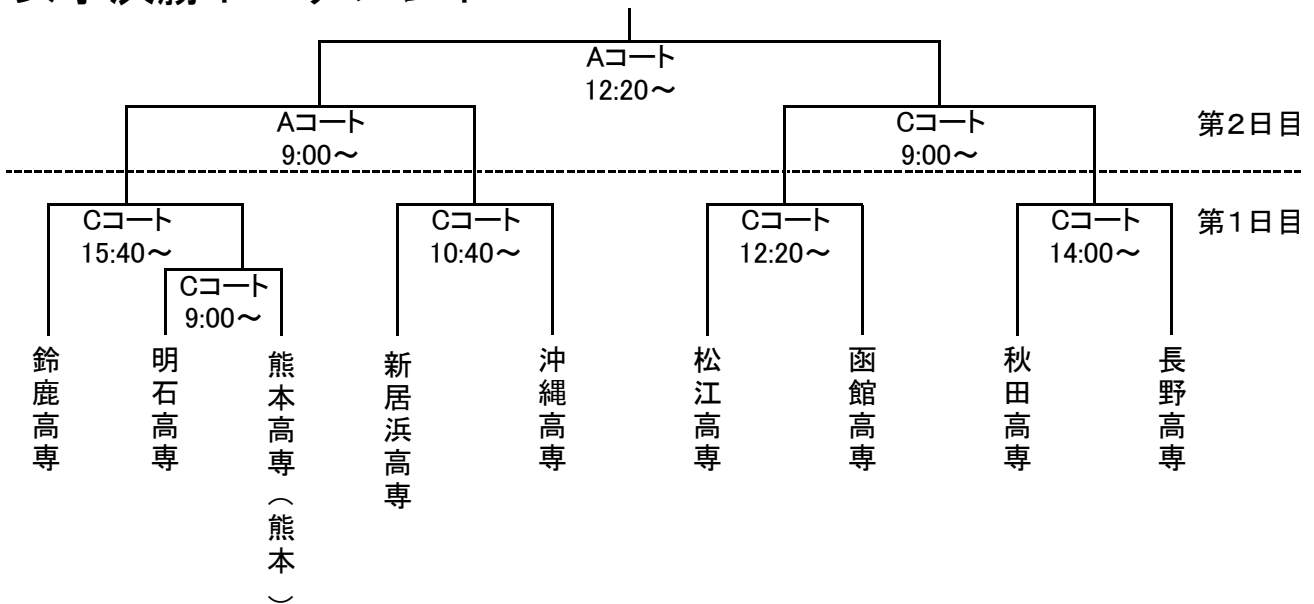 Aコート
12:20～
Aコート
9:00～
Cコート
9:00～
第2日目
Cコート
15:40～
Cコート
10:40～
Cコート
12:20～
Cコート
14:00～
第1日目
Cコート
9:00～
鈴鹿高専
明石高専
熊本高専（熊本）
新居浜高専
沖縄高専
松江高専
函館高専
秋田高専
長野高専